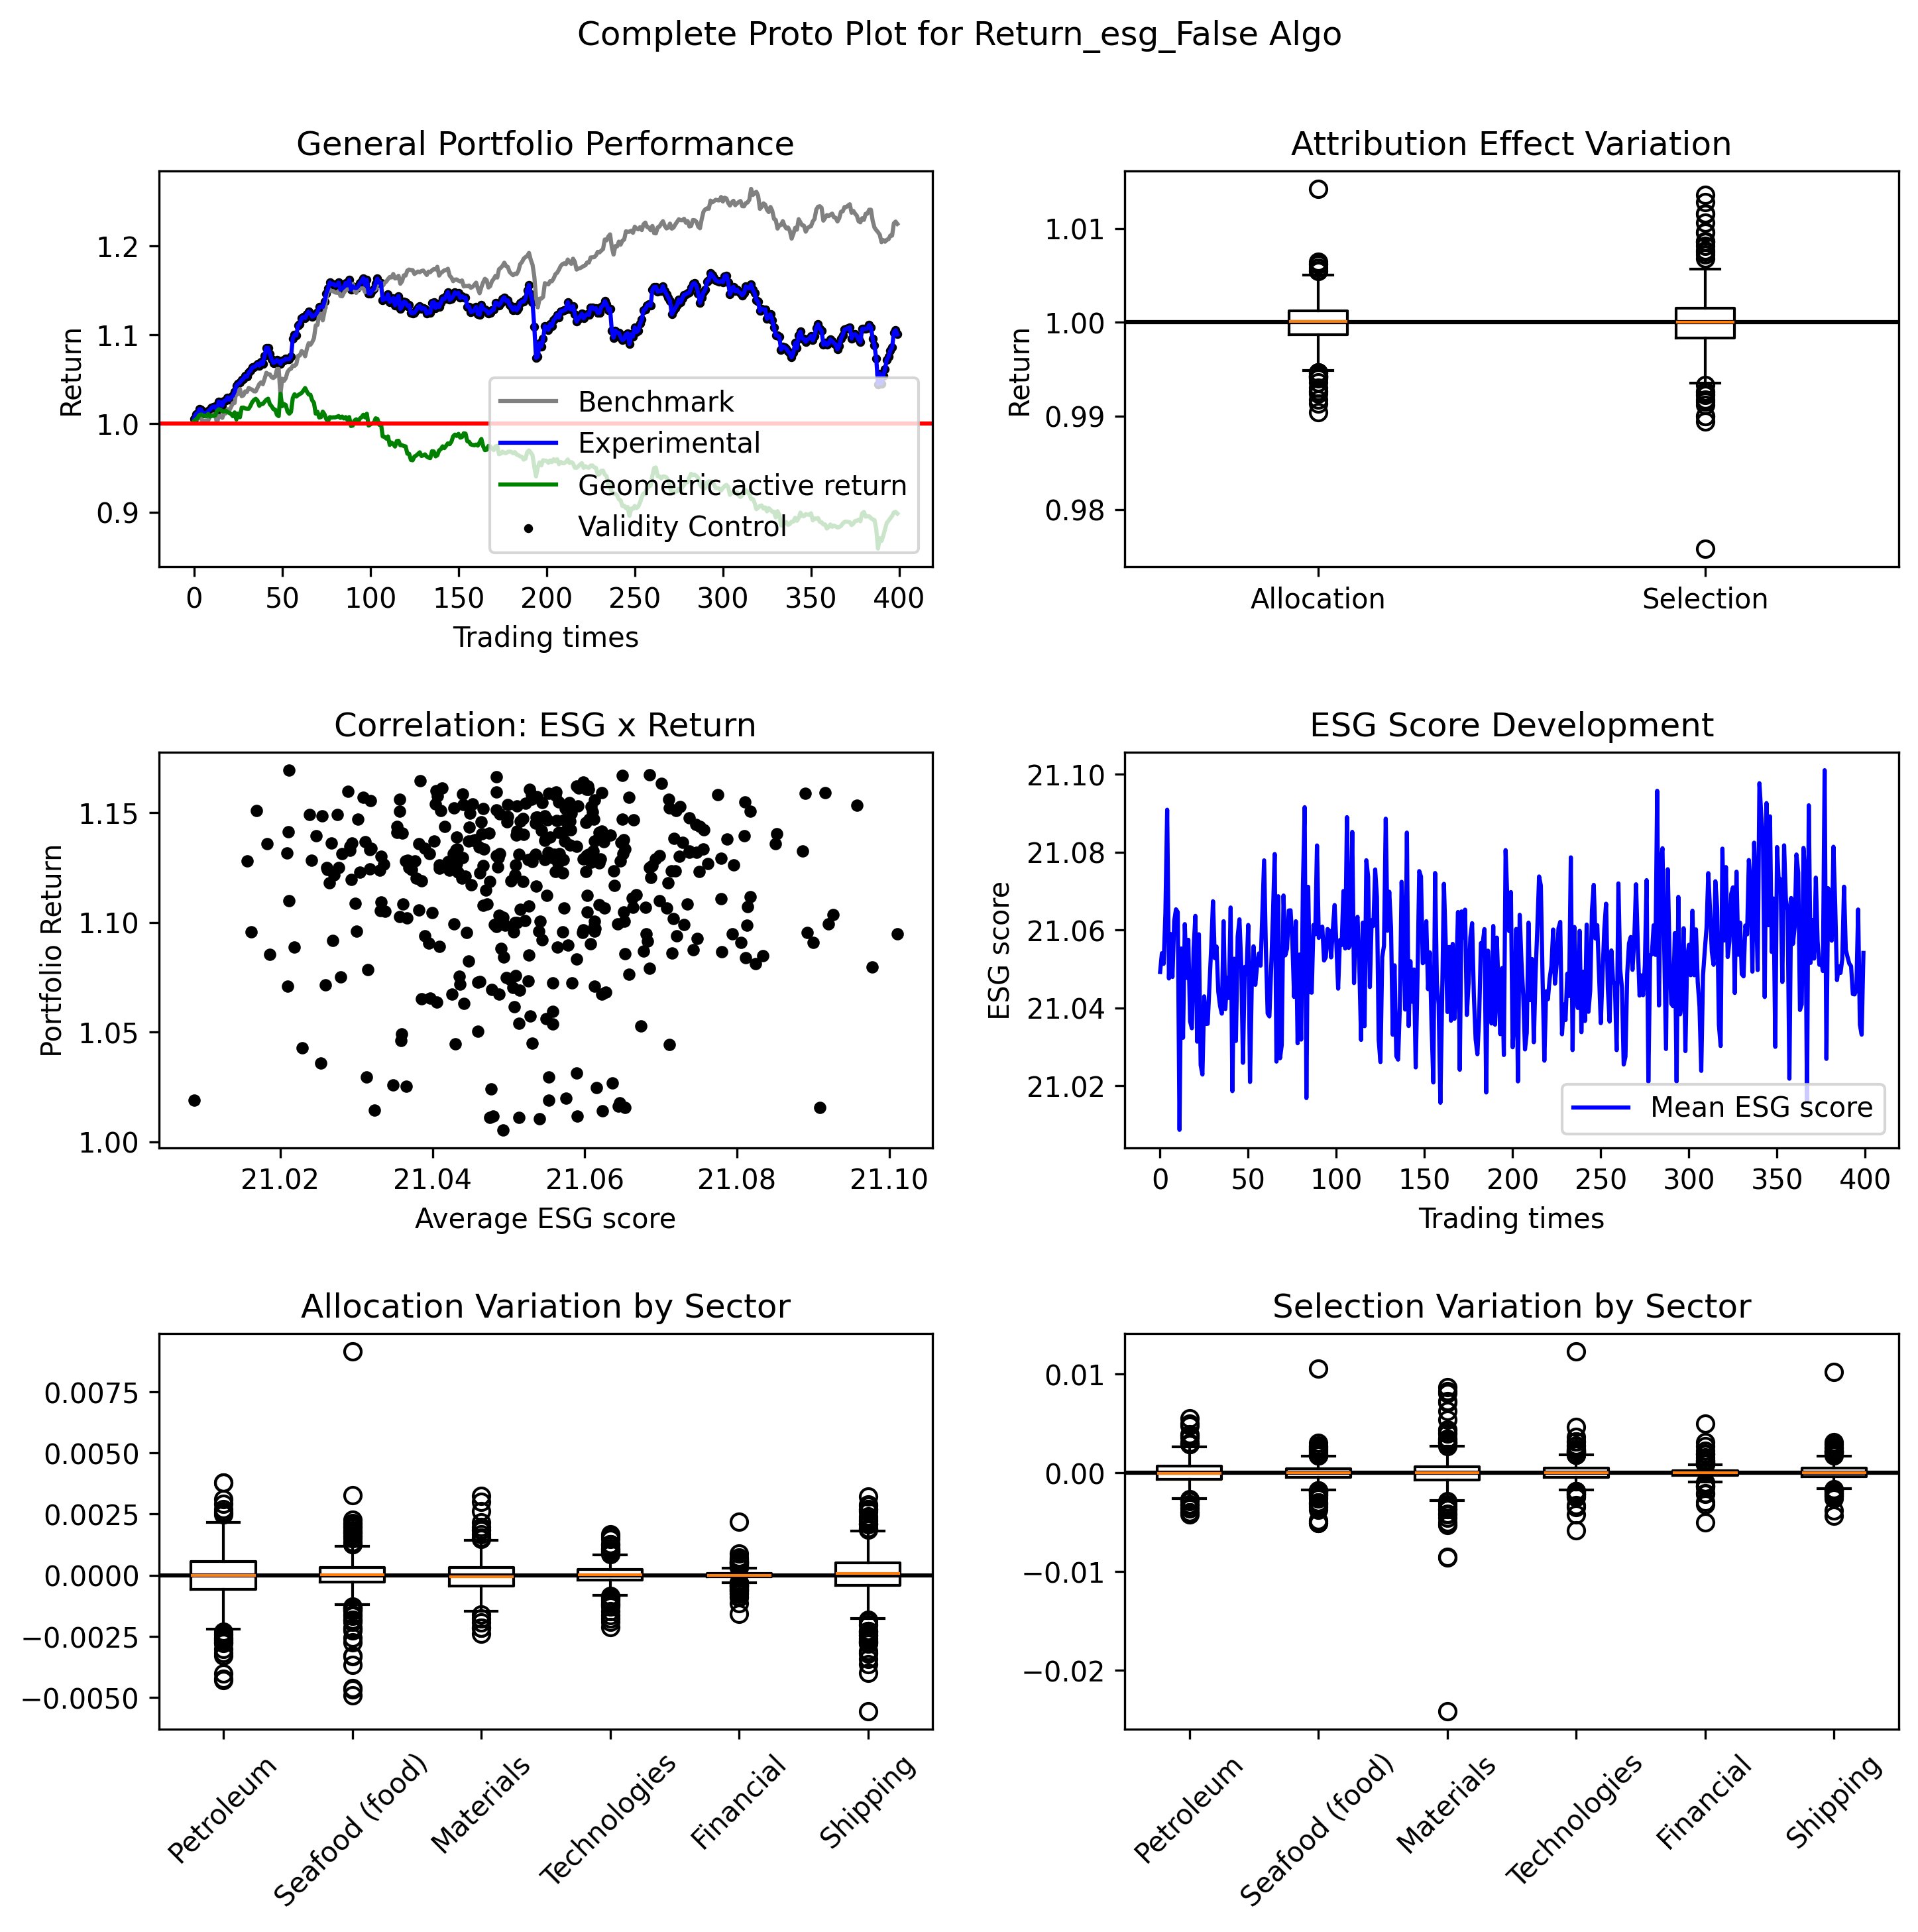 Complete Proto Plot for Return_esg_False Algo
General Portfolio Performance
Return
1.2
1.1
1.0
0.9
Benchmark
Experimental
Geometric active return
Validity Control
0 50 100 150 200 250 300 350 400
Trading times
Attribution Effect Variation
Return
1.01
1.00
0.99
0.98
Allocation Selection
Correlation: ESG x Return
Portfolio Return
1.15
1.10
1.05
1.00
21.02 21.04 21.06 21.08 21.10
Average ESG score
ESG Score Development
ESG score
21.10
21.08
21.06
21.04
21.02
Mean ESG score
0 50 100 150 200 250 300 350 400
Trading times
Allocation Variation by Sector
0.0075
0.0050
0.0025
0.0000
−0.0025
−0.0050
Petroleum
Seafood (food)
Materials
Technologies
Financial
Shipping
Selection Variation by Sector
0.01
0.00
−0.01
−0.02
Petroleum
Seafood (food)
Materials
Technologies
Financial
Shipping